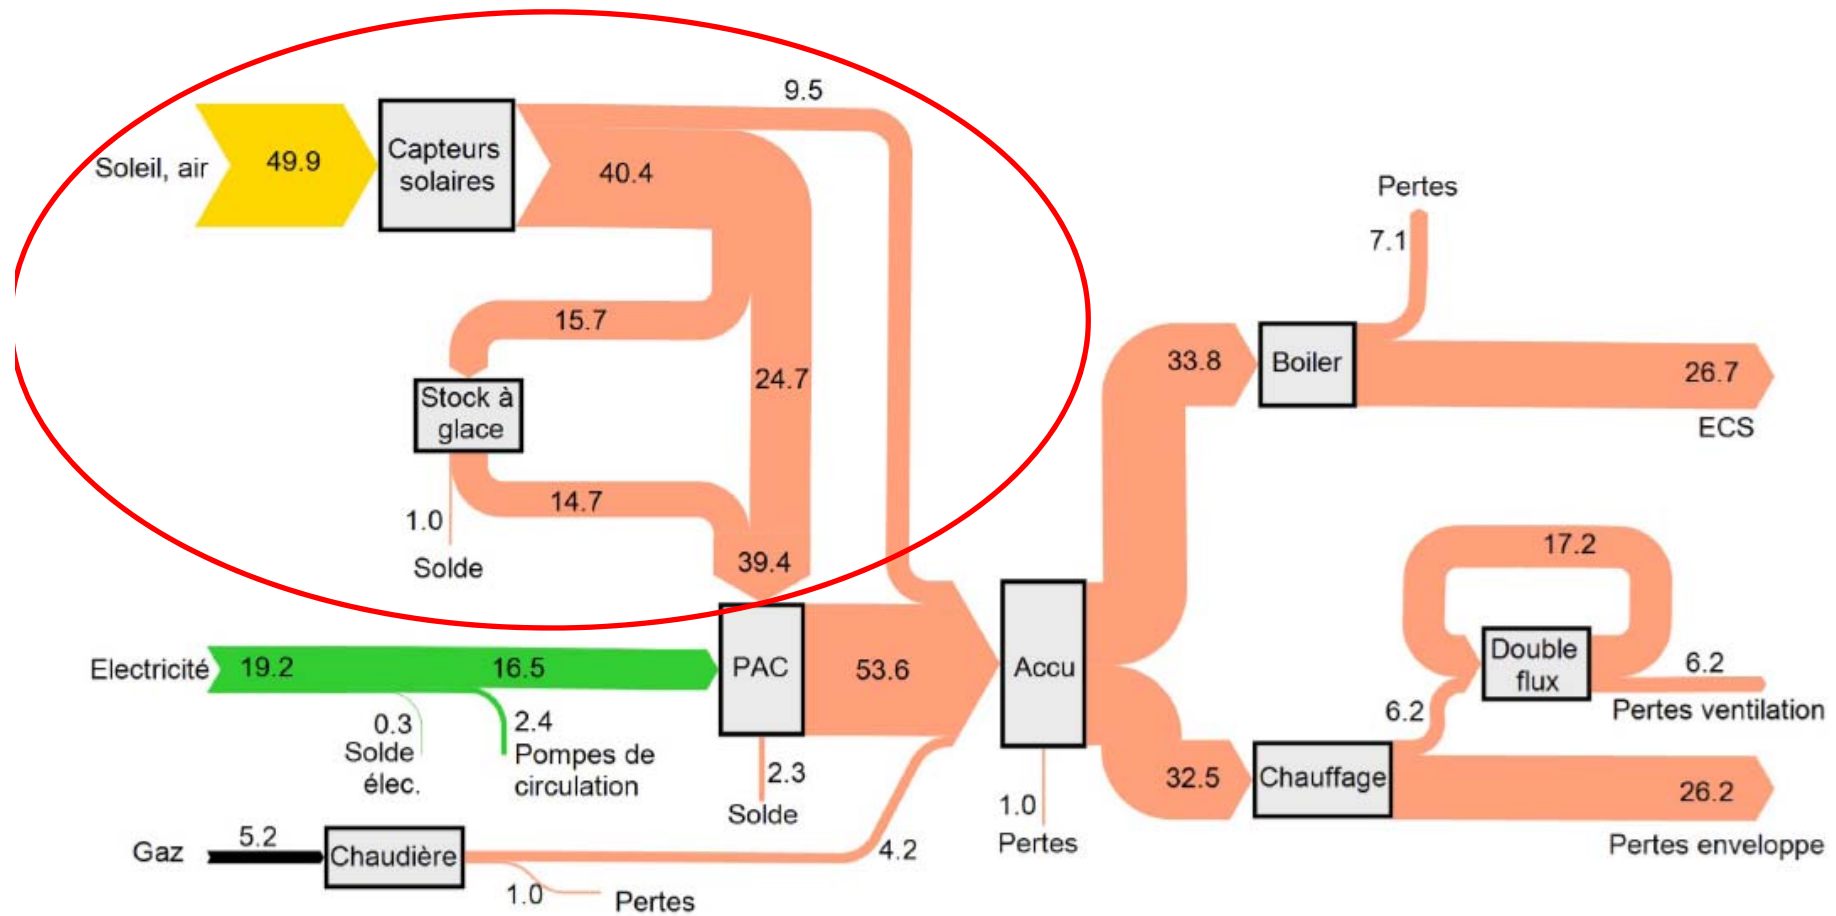 9.5
Soleil, air
49.9
Capteurs
solaires
40.4
Pertes
7.1
15.7
24.7
33.8
Boiler
26.7
ECS
Stock à
glace
14.7
1.0
Solde
39.4
17.2
Electricité
19.2
16.5
PAC
53.6
Accu
Double
flux
6.2
Pertes ventilation
6.2
0.3
Solde
élec.
2.4
Pompes de
circulation
2.3
Solde
32.5
Chauffage
26.2
Pertes enveloppe
1.0
Pertes
Gaz
5.2
Chaudière
4.2
1.0
Pertes